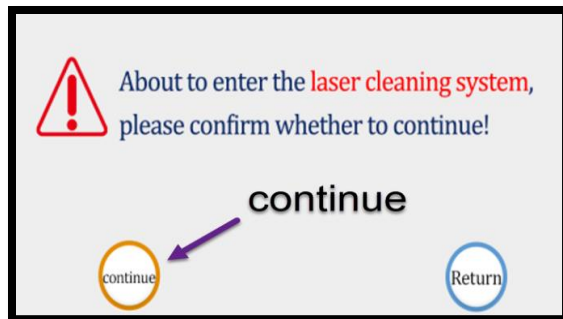 About to enter the laser cleaning system,
please confirm whether to continue!
continue
continue
Return